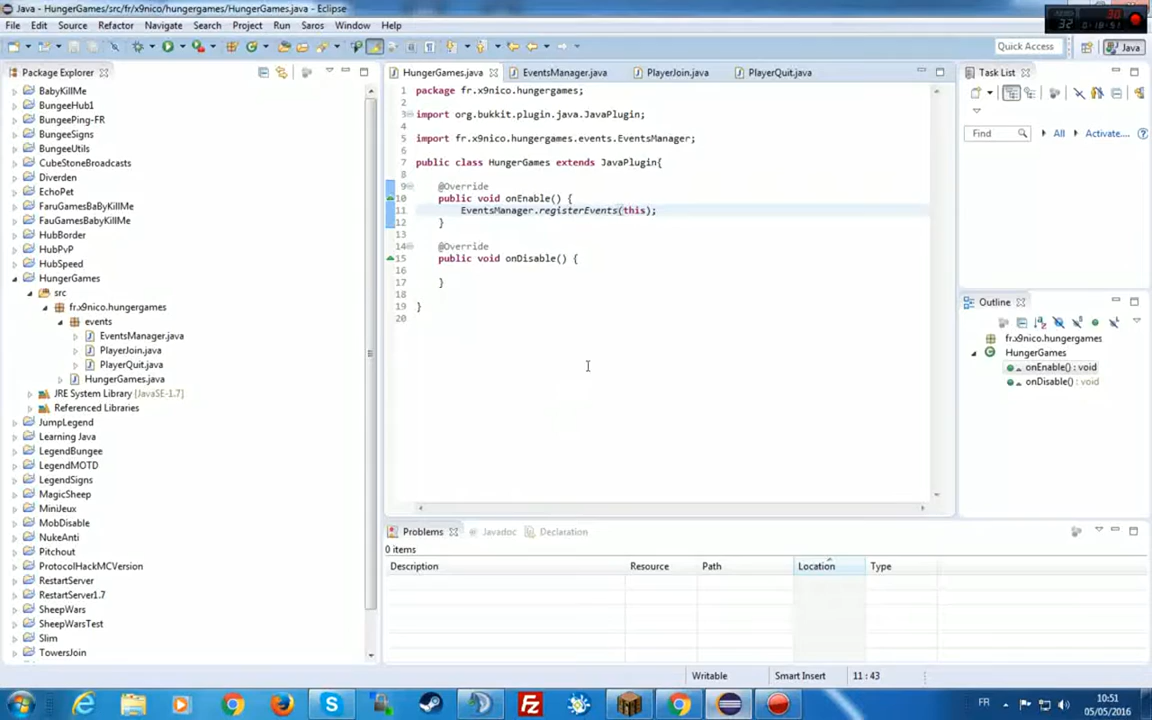 Java - HungerGames/src/fr/x9nico/hungergames/HungerGames.java - Eclipse
File Edit Source Refactor Navigate Search Project Run Saros Window Help
Quick Access
Java
Package Explorer
HungerGames.java EventsManager.java PlayerJoin.java PlayerQuit.java
Task List
Find All Activate...
BabyKillMe
BungeeHub1
BungeePing-FR
BungeeSigns
BungeeUtils
CubeStoneBroadcasts
Diverden
EchoPet
FaruGamesBaByKillMe
FauGamesBabyKillMe
HubBorder
HubPvP
HubSpeed
HungerGames
src
fr.x9nico.hungergames
events
EventsManager.java
PlayerJoin.java
PlayerQuit.java
HungerGames.java
JRE System Library [JavaSE-1.7]
Referenced Libraries
JumpLegend
Learning Java
LegendBungee
LegendMOTD
LegendSigns
MagicSheep
MiniJeux
MobDisable
NukeAnti
Pitchout
ProtocolHackMCVersion
RestartServer
RestartServer1.7
SheepWars
SheepWarsTest
Slim
TowersJoin
1 package fr.x9nico.hungergames;
2
3 import org.bukkit.plugin.java.JavaPlugin;
4
5 import fr.x9nico.hungergames.events.EventsManager;
6
7 public class HungerGames extends JavaPlugin{
8
9 @Override
10 public void onEnable() {
11 EventsManager.registerEvents(this);
12 }
13
14 @Override
15 public void onDisable() {
16
17 }
18
19 }
20
Outline
fr.x9nico.hungergames
HungerGames
onEnable() : void
onDisable() : void
Problems Javadoc Declaration
0 items
Description Resource Path Location Type
Writable Smart Insert 11 : 43
FR
10:51
05/05/2016